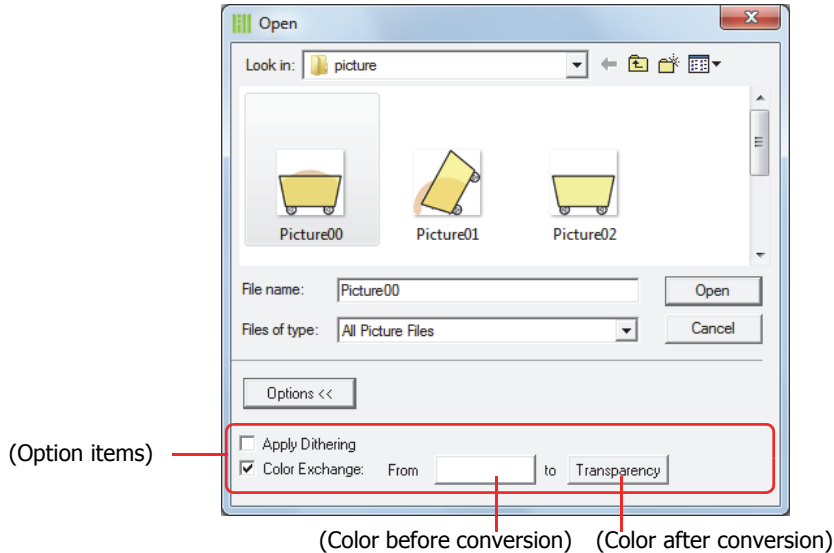 Open
Look in: picture
Picture00 Picture01 Picture02
File name: Picture00 Open
Files of type: All Picture Files Cancel
Options <<
(Option items)
Apply Dithering
Color Exchange: From to Transparency
(Color before conversion) (Color after conversion)